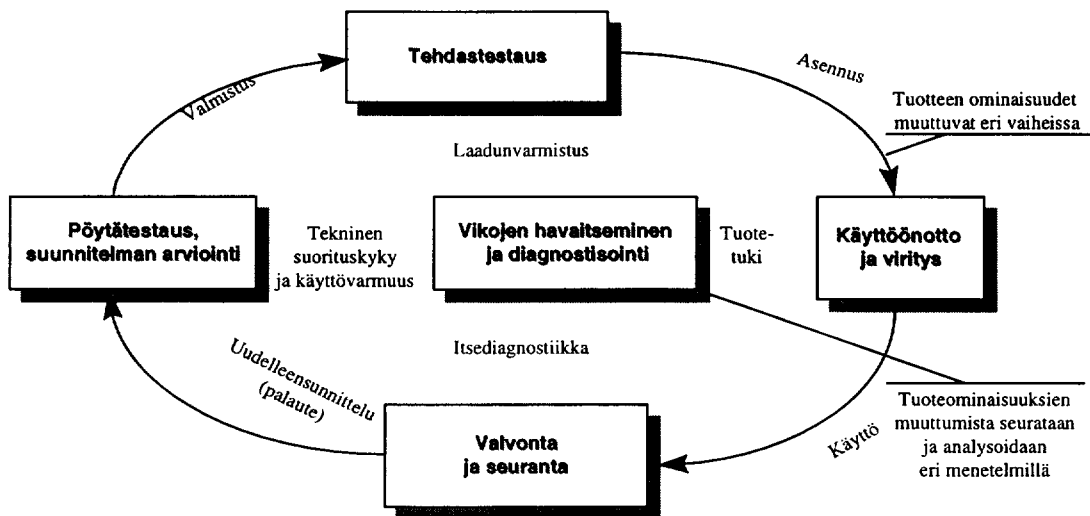 Tehdastestaus
Valmistus
Asennus
Tuotteen ominaisuudet
muuttuvat eri vaiheissa
Laadunvarmistus
Pöytätestaus,
suunnitelman arviointi
Tekninen
suorituskyky
ja käyttövarmuus
Vikojen havaitseminen
ja diagnostisointi
Tuote-
tuki
Käyttöönotto
ja viritys
Itsediagnostiikka
Uudelleensunnittelu
(palaute)
Valvonta
ja seuranta
Käyttö
Tuoteominaisuuksien
muuttumista seurataan
ja analysoidaan
eri menetelmillä